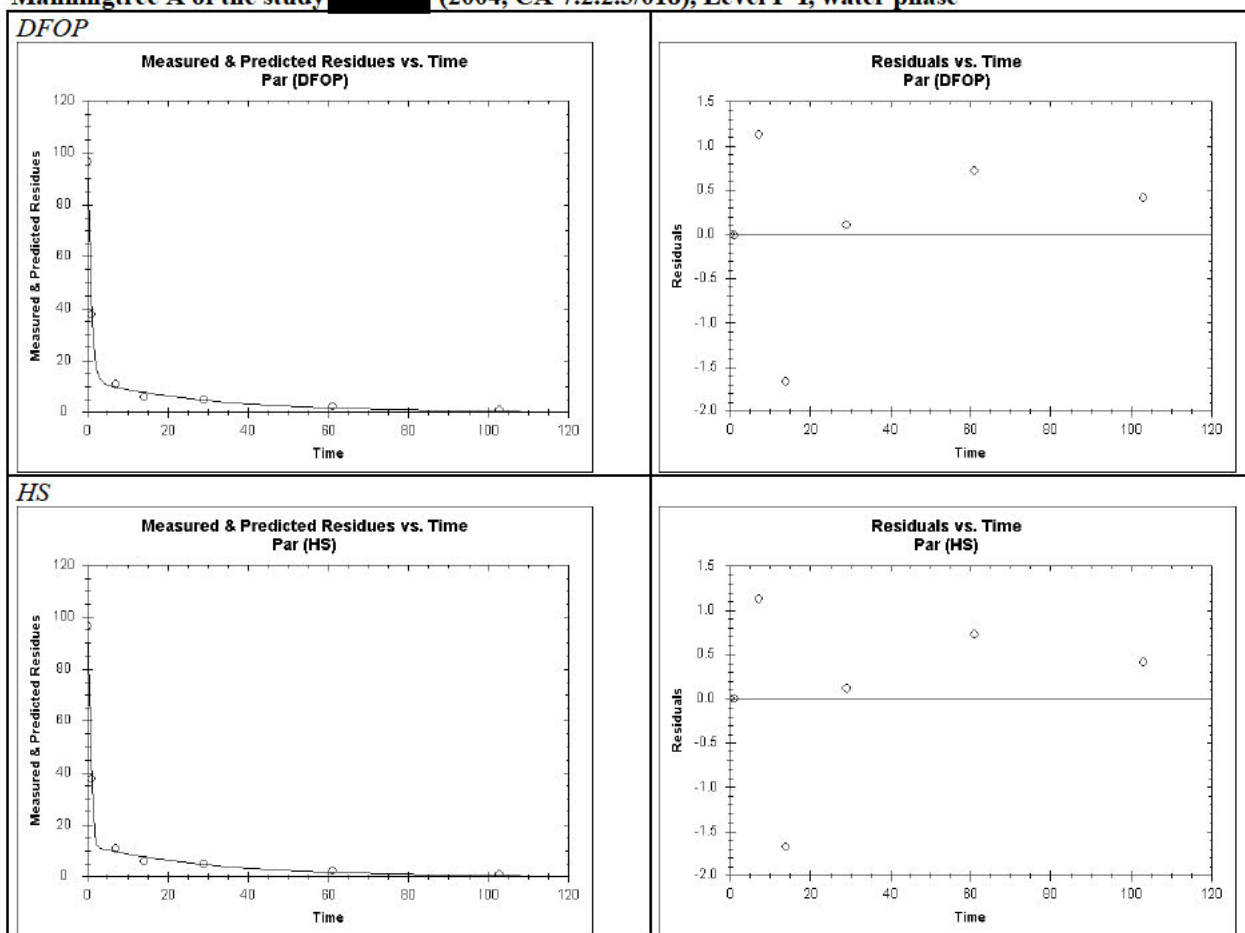 Manningtree A of the study (2004, CA 7.2.2.3/018), Level P-I, water phase
DFOP
Measured & Predicted Residues vs. Time
Par (DFOP)
Measured & Predicted Residues
120
100
80
60
40
20
0
0 20 40 60 80 100 120
Time
Residuals vs. Time
Par (DFOP)
Residuals
1.5
1.0
0.5
0.0
-0.5
-1.0
-1.5
-2.0
0 20 40 60 80 100 120
Time
HS
Measured & Predicted Residues vs. Time
Par (HS)
Measured & Predicted Residues
120
100
80
60
40
20
0
0 20 40 60 80 100 120
Time
Residuals vs. Time
Par (HS)
Residuals
1.5
1.0
0.5
0.0
-0.5
-1.0
-1.5
-2.0
0 20 40 60 80 100 120
Time